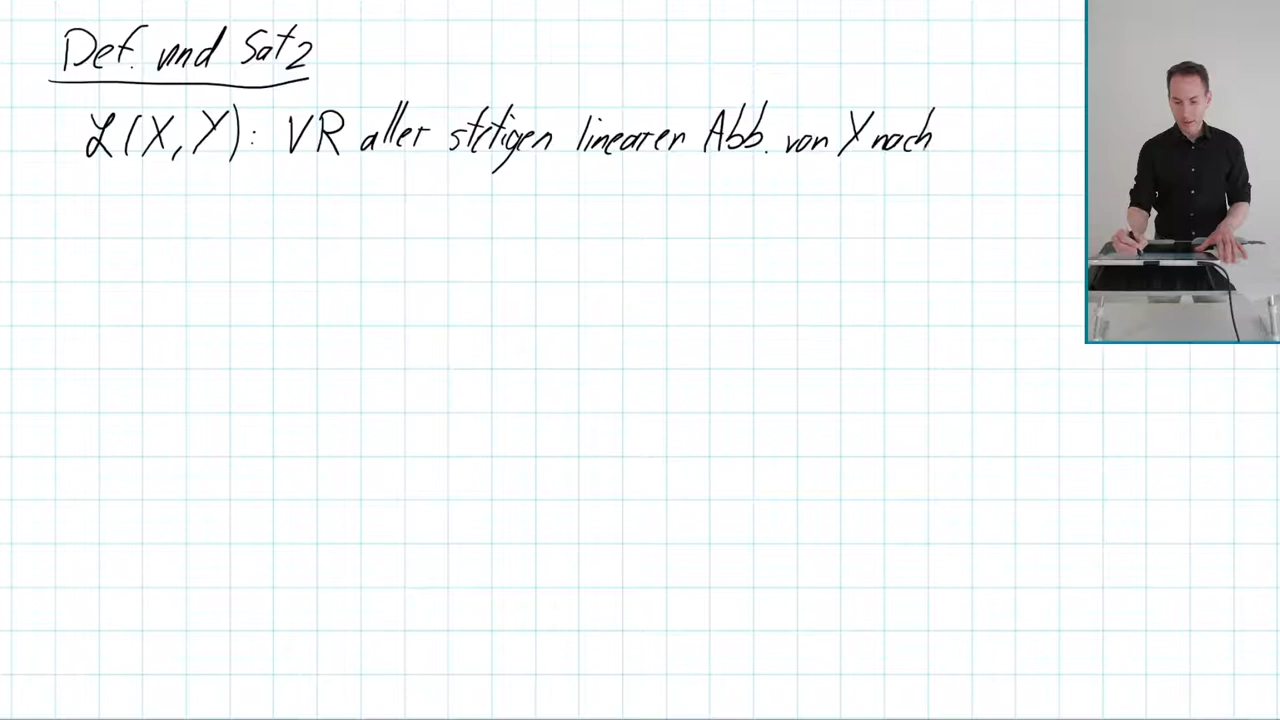 Def. und Satz
ℒ(X, Y): VR aller stetigen linearen Abb. von X nach